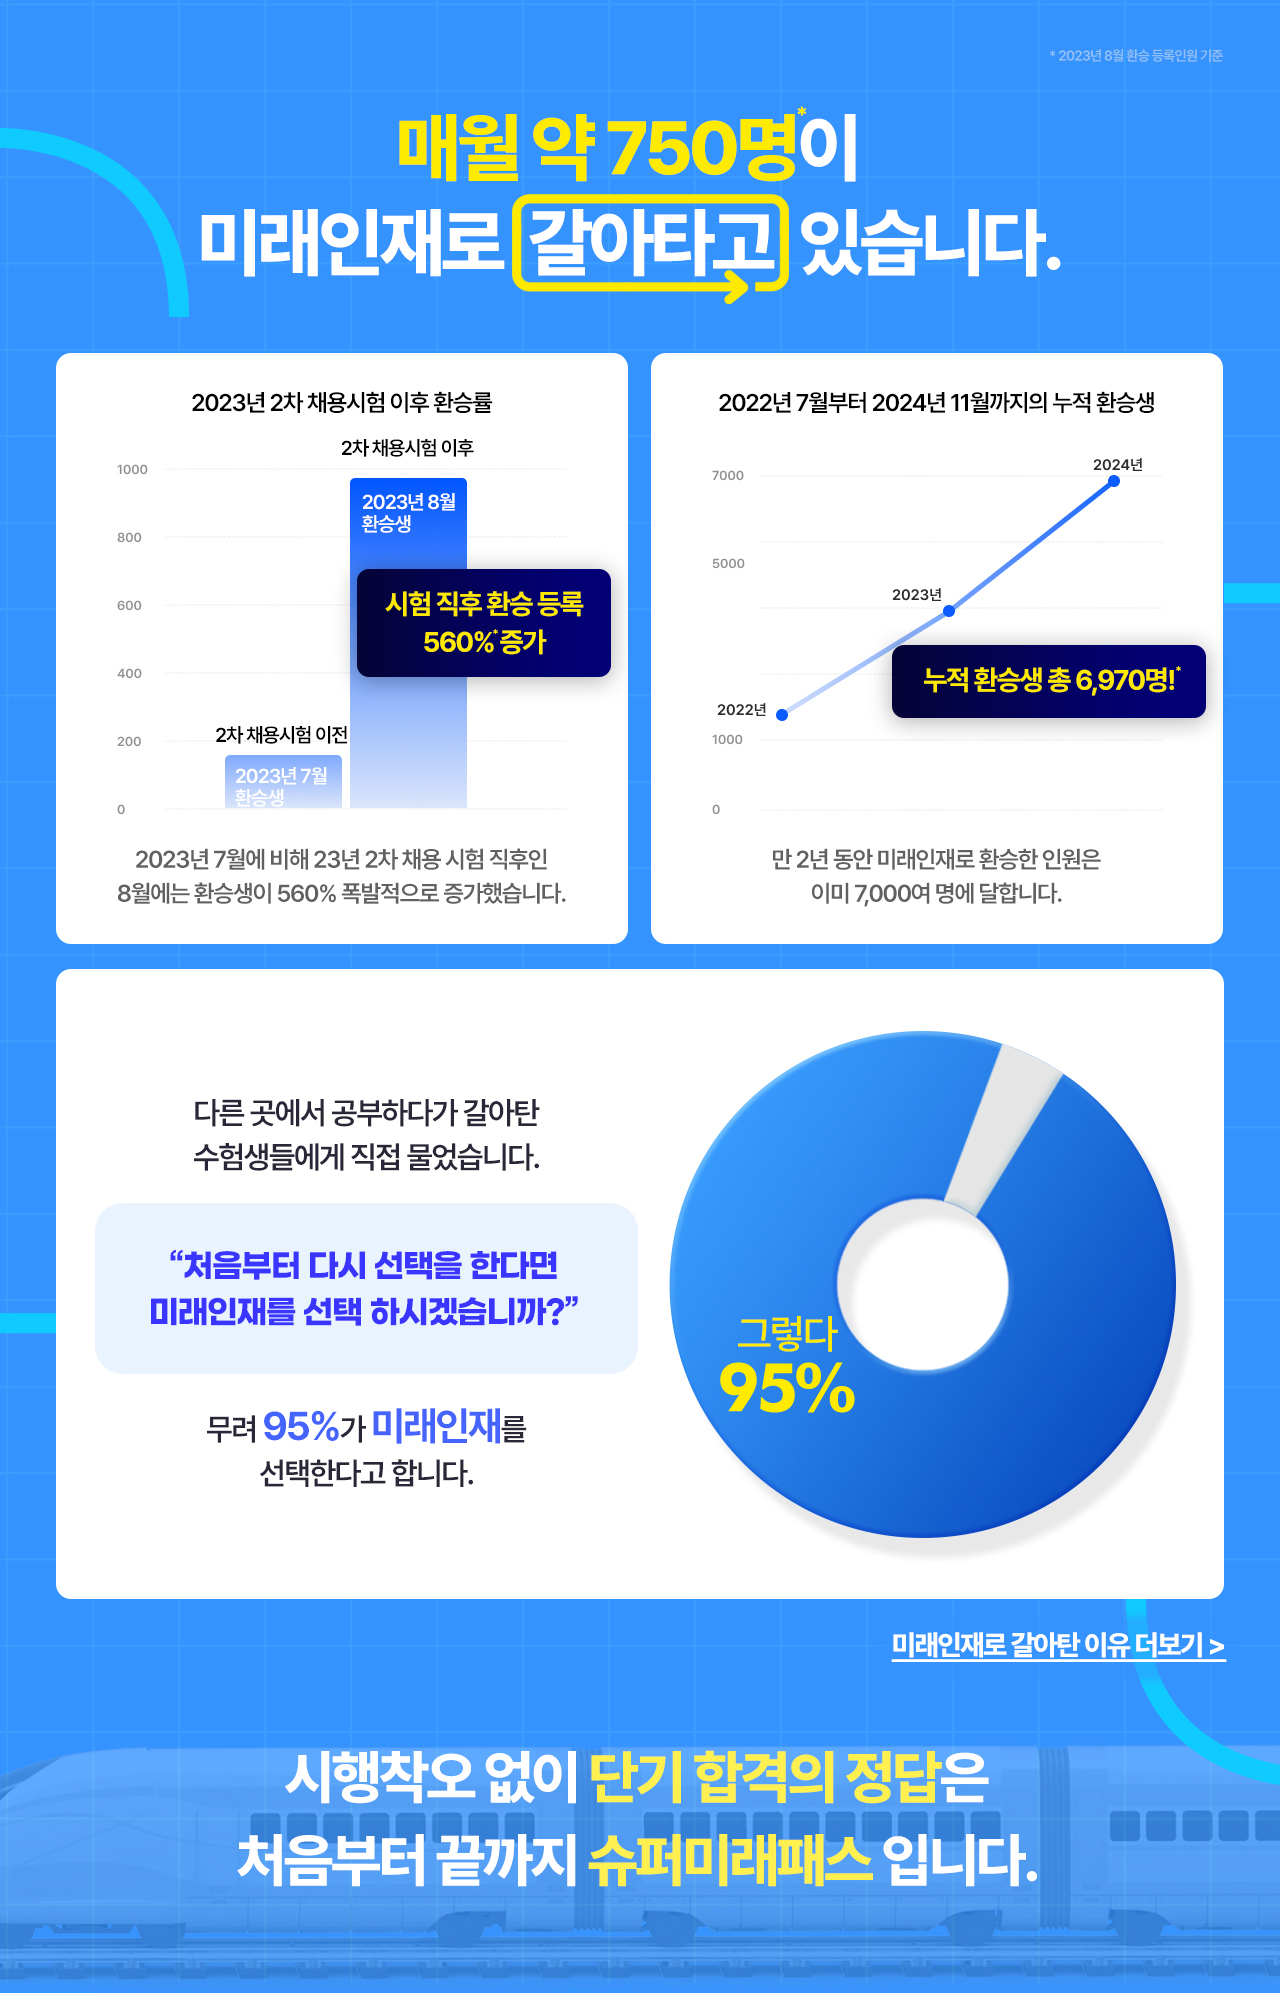 * 2023년 8월 환승 등록인원 기준
매월 약 750명*이
미래인재로 갈아타고 있습니다.
2023년 2차 채용시험 이후 환승률
2차 채용시험 이후
1000
2023년 8월
환승생
800
600
시험 직후 환승 등록
560%* 증가
400
2차 채용시험 이전
200
2023년 7월
환승생
0
2023년 7월에 비해 23년 2차 채용 시험 직후인
8월에는 환승생이 560% 폭발적으로 증가했습니다.
2022년 7월부터 2024년 11월까지의 누적 환승생
2024년
7000
5000
2023년
누적 환승생 총 6,970명!*
2022년
1000
0
만 2년 동안 미래인재로 환승한 인원은
이미 7,000여 명에 달합니다.
다른 곳에서 공부하다가 갈아탄
수험생들에게 직접 물었습니다.
“처음부터 다시 선택을 한다면
미래인재를 선택 하시겠습니까?”
무려 95%가 미래인재를
선택한다고 합니다.
그렇다
95%
미래인재로 갈아탄 이유 더보기 >
시행착오 없이 단기 합격의 정답은
처음부터 끝까지 슈퍼미래패스 입니다.